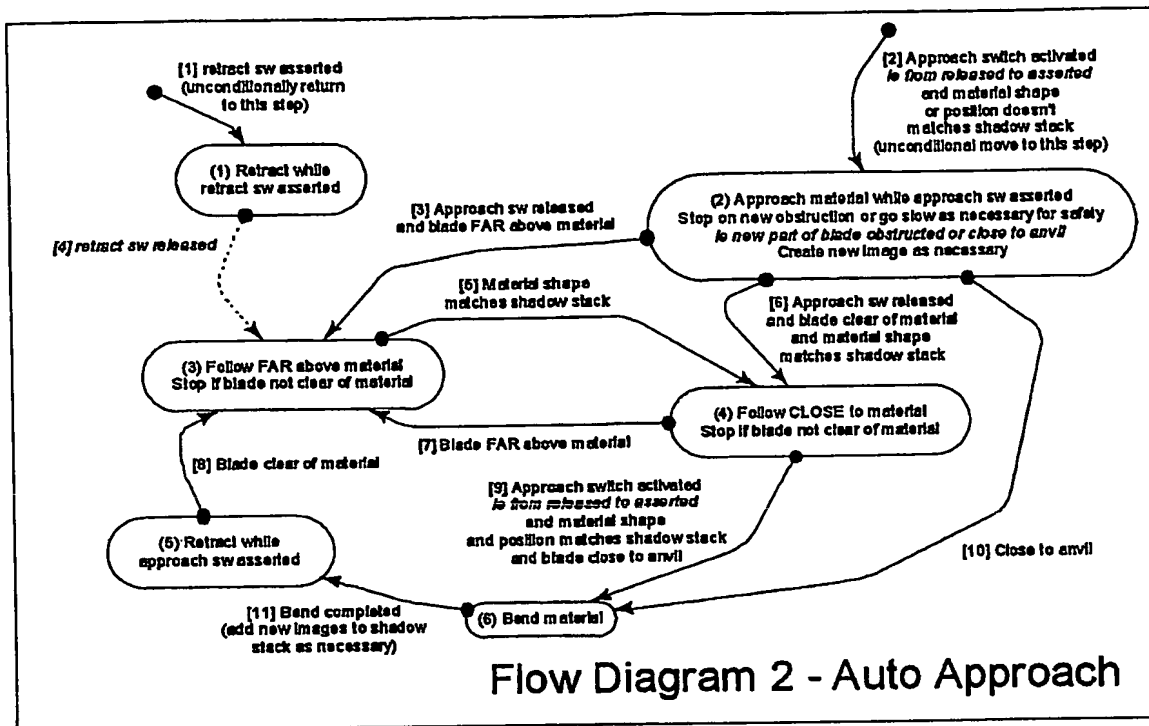 [1] retract sw asserted
(unconditionally return
to this step)
[2] Approach switch activated
ie from released to asserted
and material shape
or position doesn't
matches shadow stack
(unconditional move to this step)
(1) Retract while
retract sw asserted
(2) Approach material while approach sw asserted
Stop on new obstruction or go slow as necessary for safely
ie new part of blade obstructed or close to anvil
Create new image as necessary
[3] Approach sw released
and blade FAR above material
[4] retract sw released
[5] Material shape
matches shadow stack
[6] Approach sw released
and blade clear of material
and material shape
matches shadow stack
(3) Follow FAR above material
Stop if blade not clear of material
(4) Follow CLOSE to material
Stop if blade not clear of material
[7] Blade FAR above material
[8] Blade clear of material
[9] Approach switch activated
ie from released to asserted
and material shape
and position matches shadow stack
and blade close to anvil
(5) Retract while
approach sw asserted
[10] Close to anvil
[11] Bend completed
(add new images to shadow
stack as necessary)
(6) Bend material
Flow Diagram 2 - Auto Approach